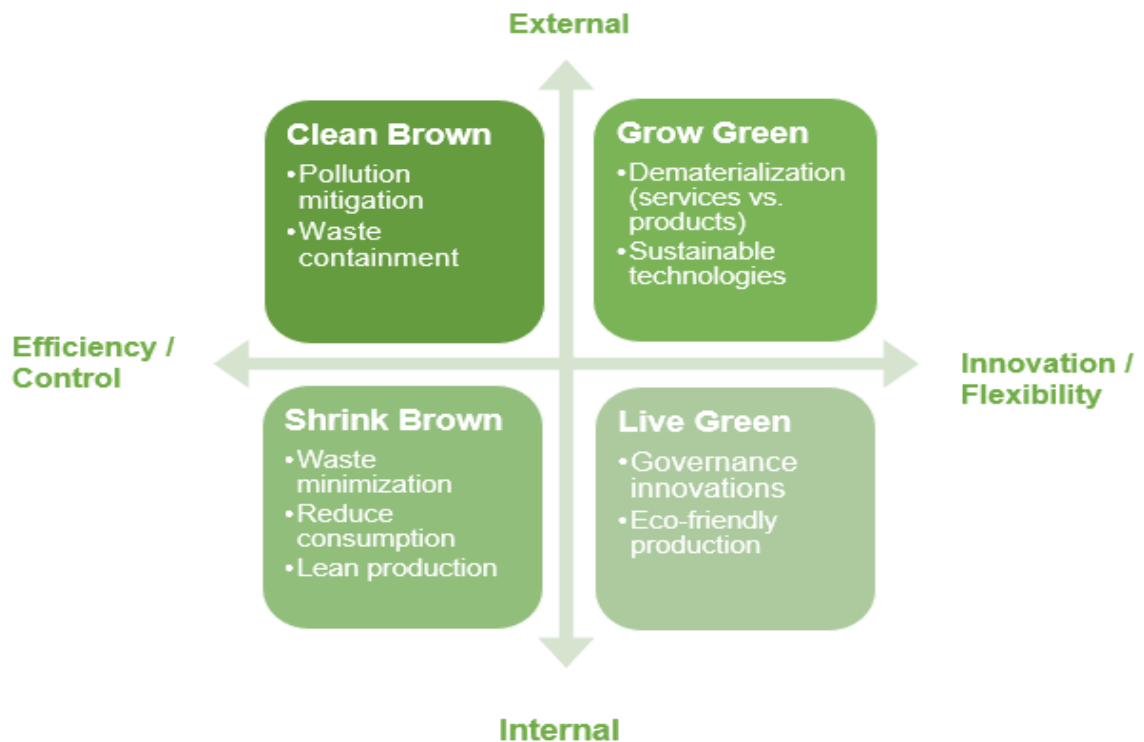 External
Clean Brown
•Pollution
mitigation
•Waste
containment
Grow Green
•Dematerialization
(services vs.
products)
•Sustainable
technologies
Efficiency /
Control
Innovation /
Flexibility
Shrink Brown
•Waste
minimization
•Reduce
consumption
•Lean production
Live Green
•Governance
innovations
•Eco-friendly
production
Internal